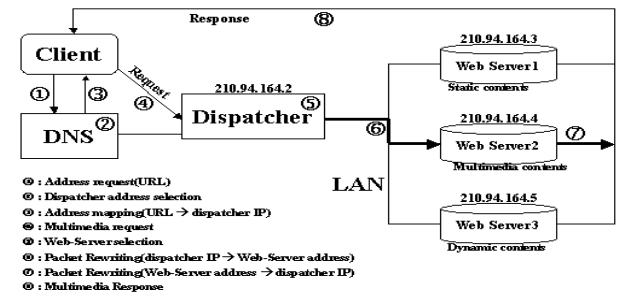 Response ⑧
Client
210.94.164.3
Web Server1
Static contents
① ③
Request
④
210.94.164.2
Dispatcher ⑤
DNS ②
⑥
210.94.164.4
Web Server2
⑦
Multimedia contents
LAN
210.94.164.5
Web Server3
Dynamic contents
: Address request(URL)
: Dispatcher address selection
: Address mapping(URL → dispatcher IP)
: Multimedia request
: Web-Server selection
: Packet Rewriting(dispatcher IP → Web-Server address)
⑦ : Packet Rewriting(Web-Server address → dispatcher IP)
: Multimedia Response